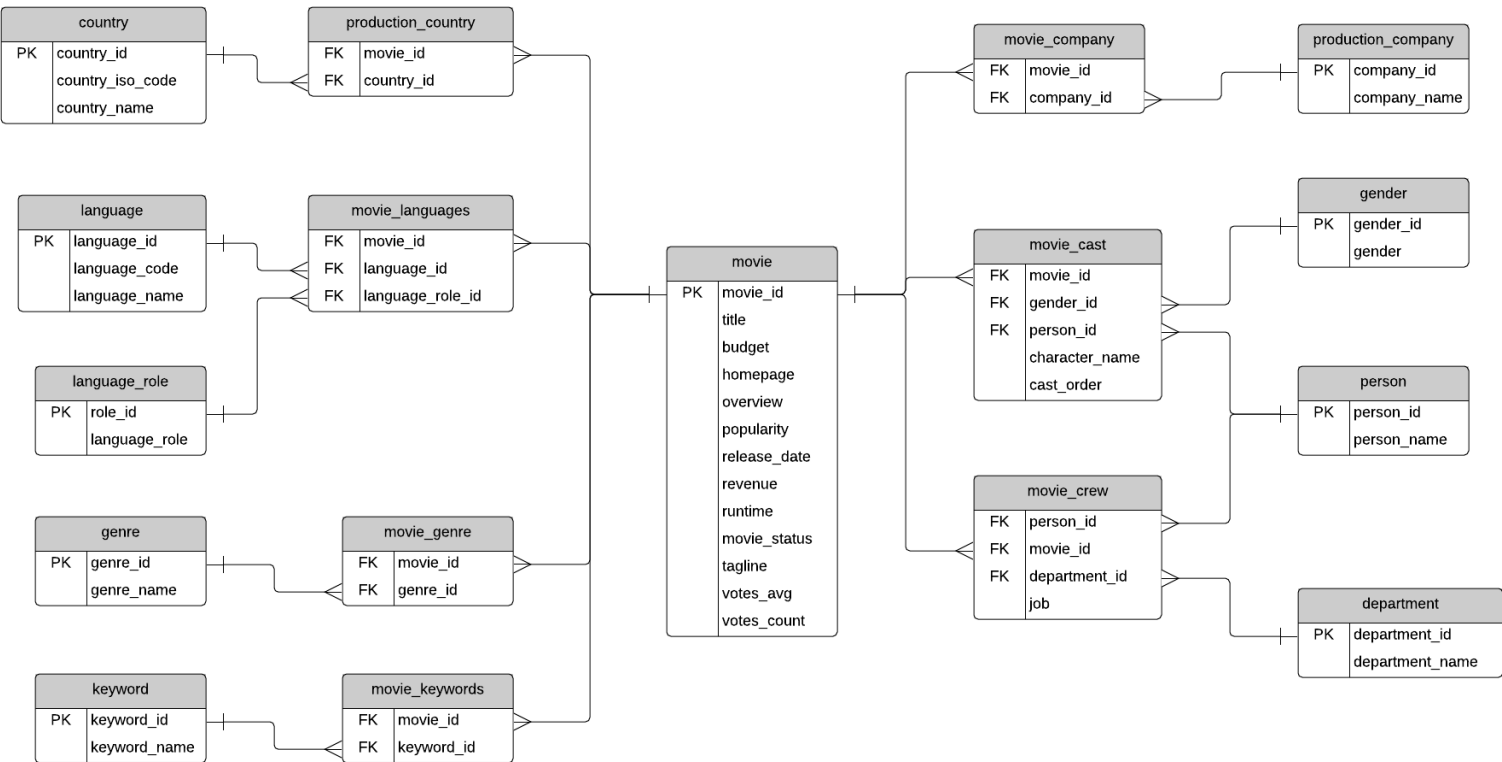 country
PK country_id
country_iso_code
country_name
production_country
FK movie_id
FK country_id
language
PK language_id
language_code
language_name
movie_languages
FK movie_id
FK language_id
FK language_role_id
language_role
PK role_id
language_role
genre
PK genre_id
genre_name
movie_genre
FK movie_id
FK genre_id
keyword
PK keyword_id
keyword_name
movie_keywords
FK movie_id
FK keyword_id
movie
PK movie_id
title
budget
homepage
overview
popularity
release_date
revenue
runtime
movie_status
tagline
votes_avg
votes_count
movie_company
FK movie_id
FK company_id
production_company
PK company_id
company_name
movie_cast
FK movie_id
FK gender_id
FK person_id
character_name
cast_order
gender
PK gender_id
gender
person
PK person_id
person_name
movie_crew
FK person_id
FK movie_id
FK department_id
job
department
PK department_id
department_name